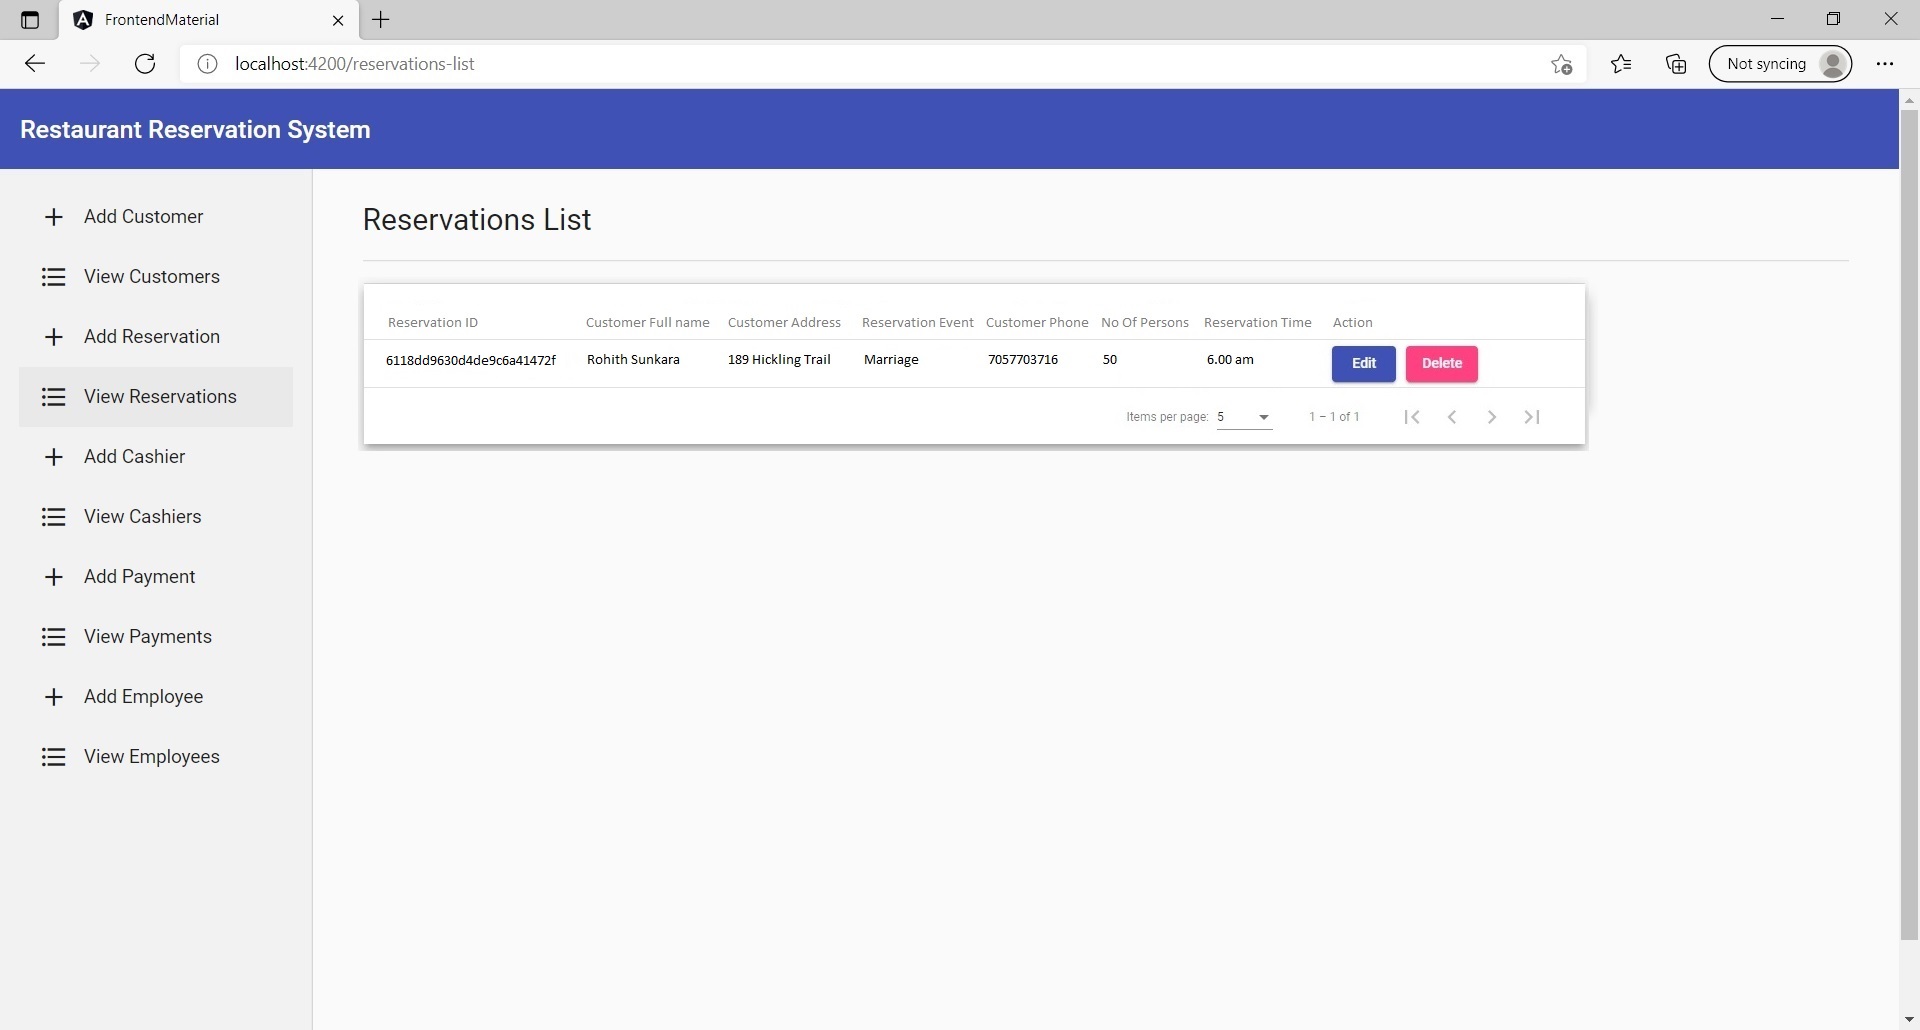 FrontendMaterial
localhost:4200/reservations-list
Not syncing
Restaurant Reservation System
Add Customer
View Customers
Add Reservation
View Reservations
Add Cashier
View Cashiers
Add Payment
View Payments
Add Employee
View Employees
Reservations List
Reservation ID Customer Full name Customer Address Reservation Event Customer Phone No Of Persons Reservation Time Action
6118dd9630d4de9c6a41472f Rohith Sunkara 189 Hickling Trail Marriage 7057703716 50 6.00 am Edit Delete
Items per page: 5 1 – 1 of 1